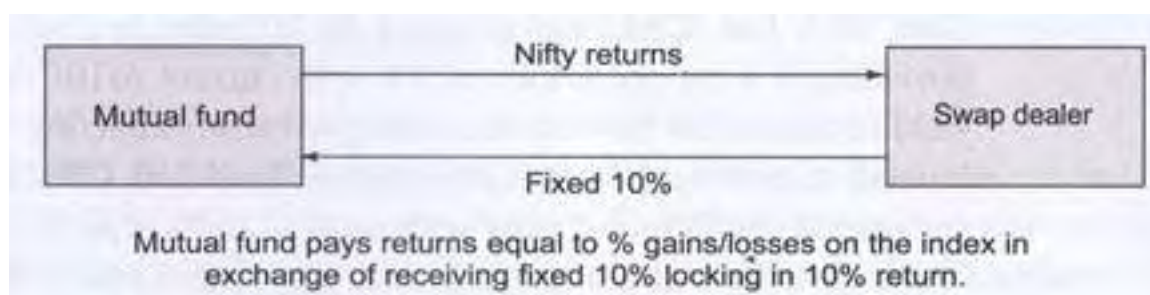 Nifty returns
Mutual fund
Swap dealer
Fixed 10%
Mutual fund pays returns equal to % gains/losses on the index in
exchange of receiving fixed 10% locking in 10% return.